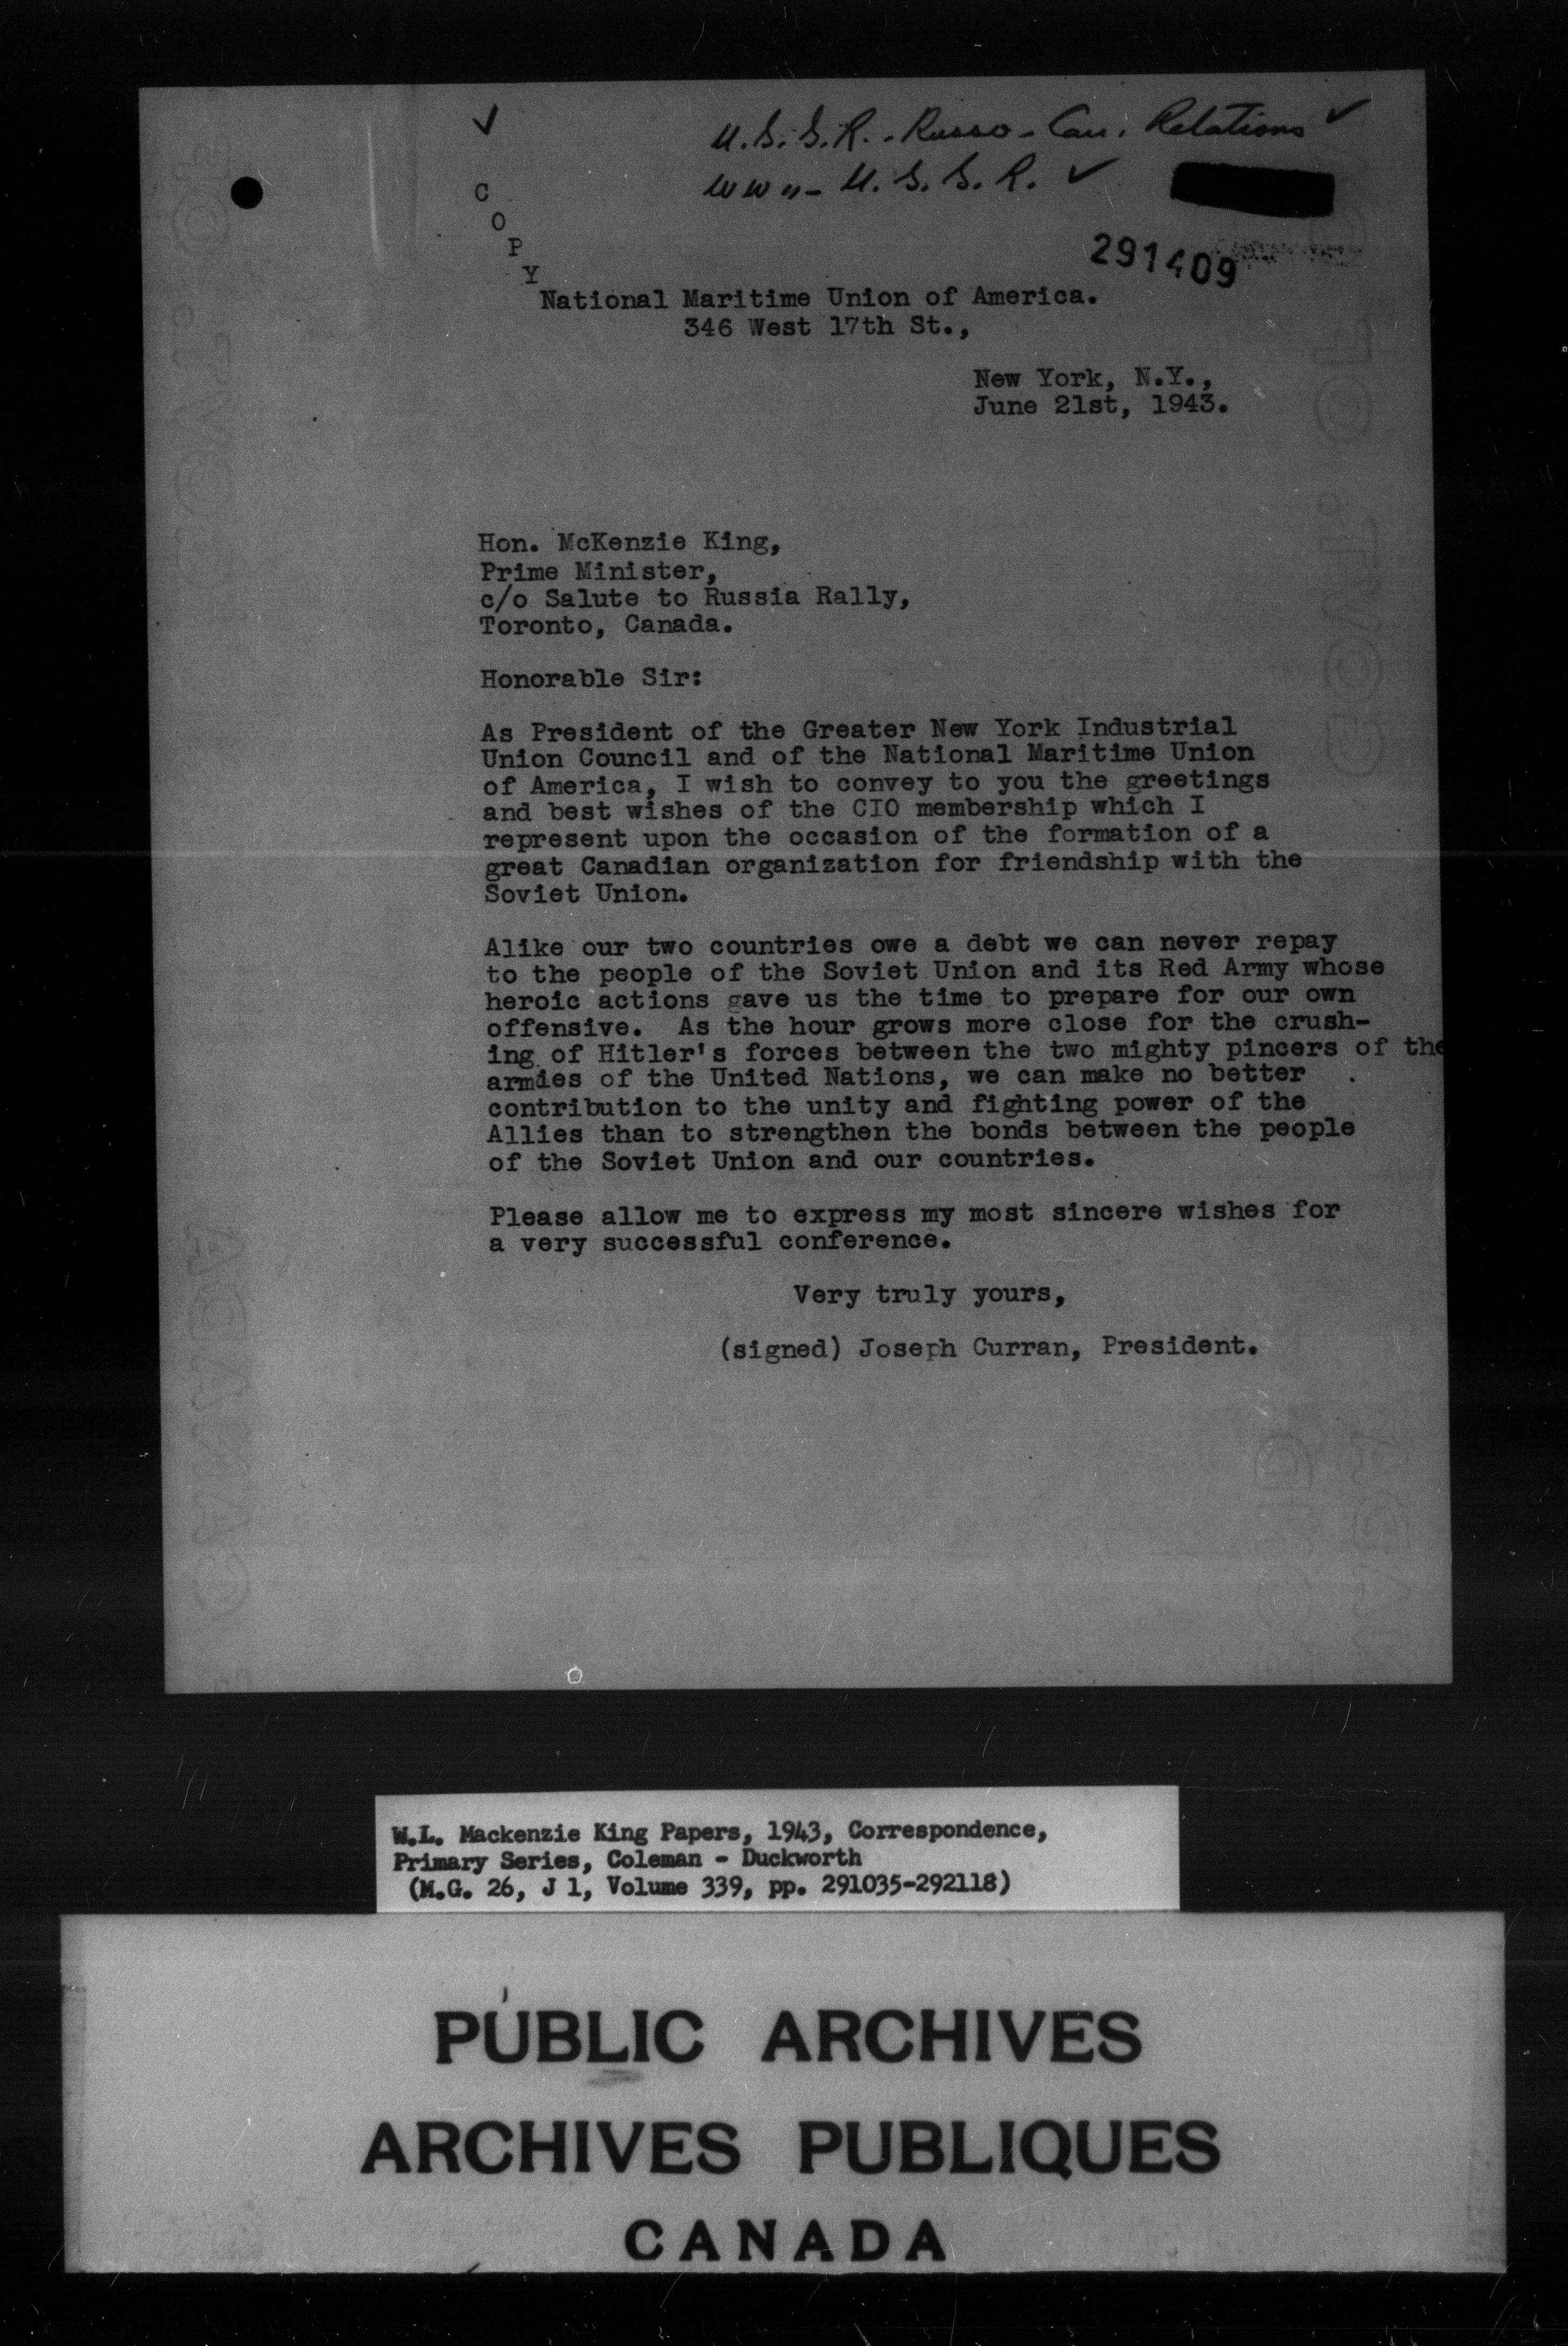 U.S.S.R. - Russo - Can. Relations
WW11 - U.S.S.R.
C
O
P
Y
291409
National Maritime Union of America.
346 West 17th St.,
New York, N.Y.,
June 21st, 1943.
Hon. McKenzie King,
Prime Minister,
c/o Salute to Russia Rally,
Toronto, Canada.
Honorable Sir:
As President of the Greater New York Industrial
Union Council and of the National Maritime Union
of America, I wish to convey to you the greetings
and best wishes of the CIO membership which I
represent upon the occasion of the formation of a
great Canadian organization for friendship with the
Soviet Union.
Alike our two countries owe a debt we can never repay
to the people of the Soviet Union and its Red Army whose
heroic actions gave us the time to prepare for our own
offensive. As the hour grows more close for the crush-
ing of Hitler's forces between the two mighty pincers of the
armies of the United Nations, we can make no better
contribution to the unity and fighting power of the
Allies than to strengthen the bonds between the people
of the Soviet Union and our countries.
Please allow me to express my most sincere wishes for
a very successful conference.
Very truly yours,
(signed) Joseph Curran, President.
W.L. Mackenzie King Papers, 1943, Correspondence,
Primary Series, Coleman - Duckworth
(M.G. 26, J 1, Volume 339, pp. 291035-292118)
PUBLIC ARCHIVES
ARCHIVES PUBLIQUES
CANADA